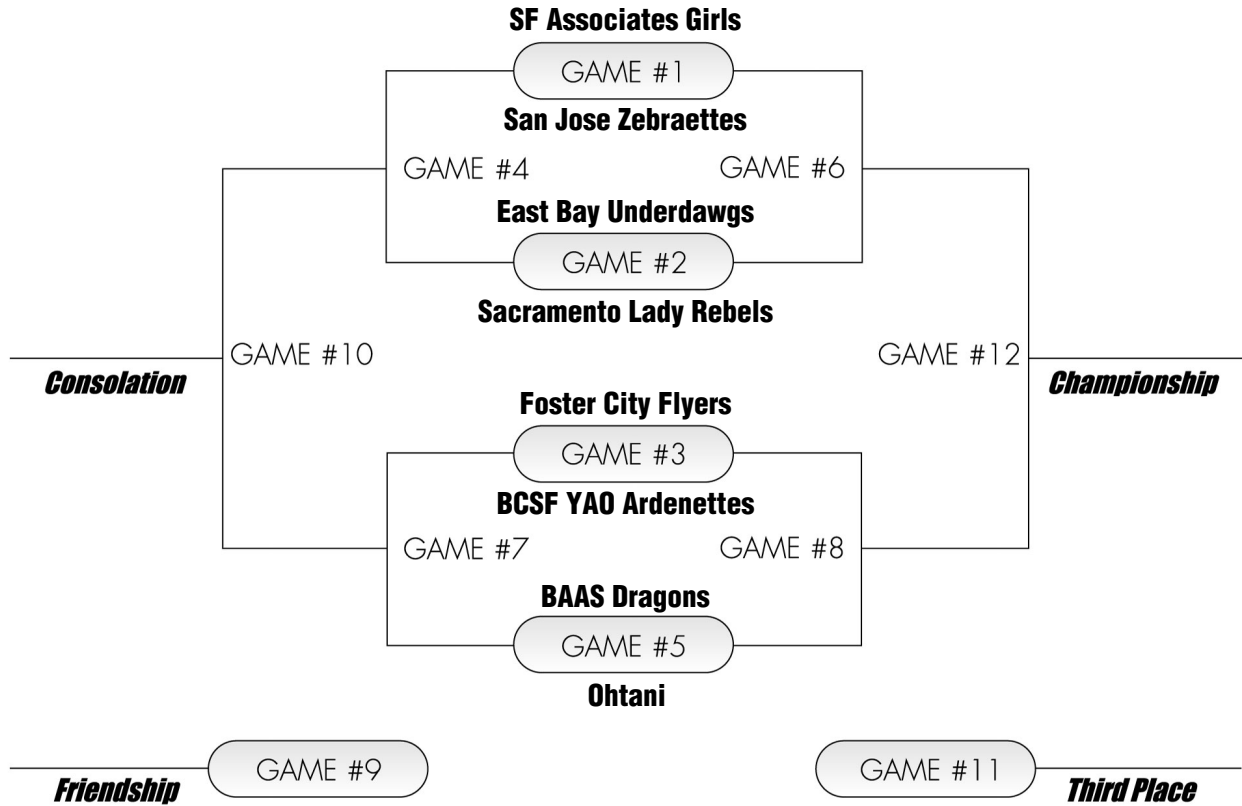 SF Associates Girls
GAME #1
San Jose Zebraettes
GAME #4
GAME #6
East Bay Underdawgs
GAME #2
Sacramento Lady Rebels
GAME #10
GAME #12
Consolation
Championship
Foster City Flyers
GAME #3
BCSF YAO Ardenettes
GAME #7
GAME #8
BAAS Dragons
GAME #5
Ohtani
GAME #9
GAME #11
Friendship
Third Place